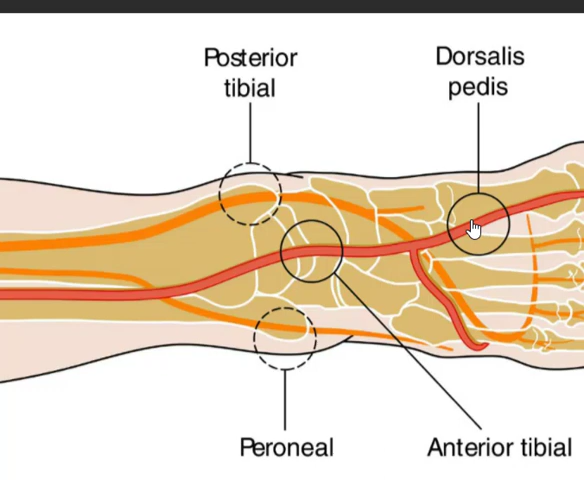 Posterior
tibial
Dorsalis
pedis
Peroneal
Anterior tibial